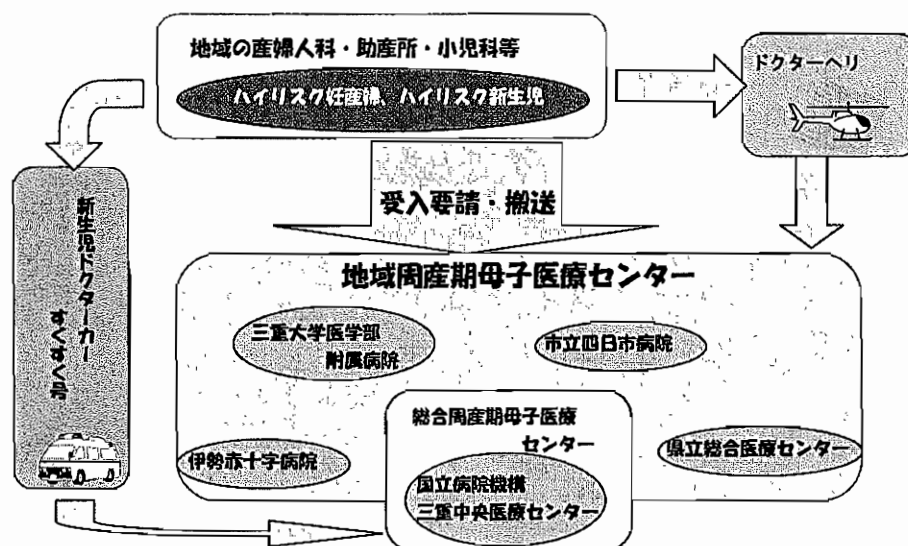 地域の産婦人科・助産所・小児科等
ハイリスク妊産婦、ハイリスク新生児
ドクターヘリ
受入要請・搬送
新生児ドクターカー
すくすく号
地域周産期母子医療センター
三重大学医学部
附属病院
市立四日市病院
総合周産期母子医療
センター
伊勢赤十字病院
県立総合医療センター
国立病院機構
三重中央医療センター